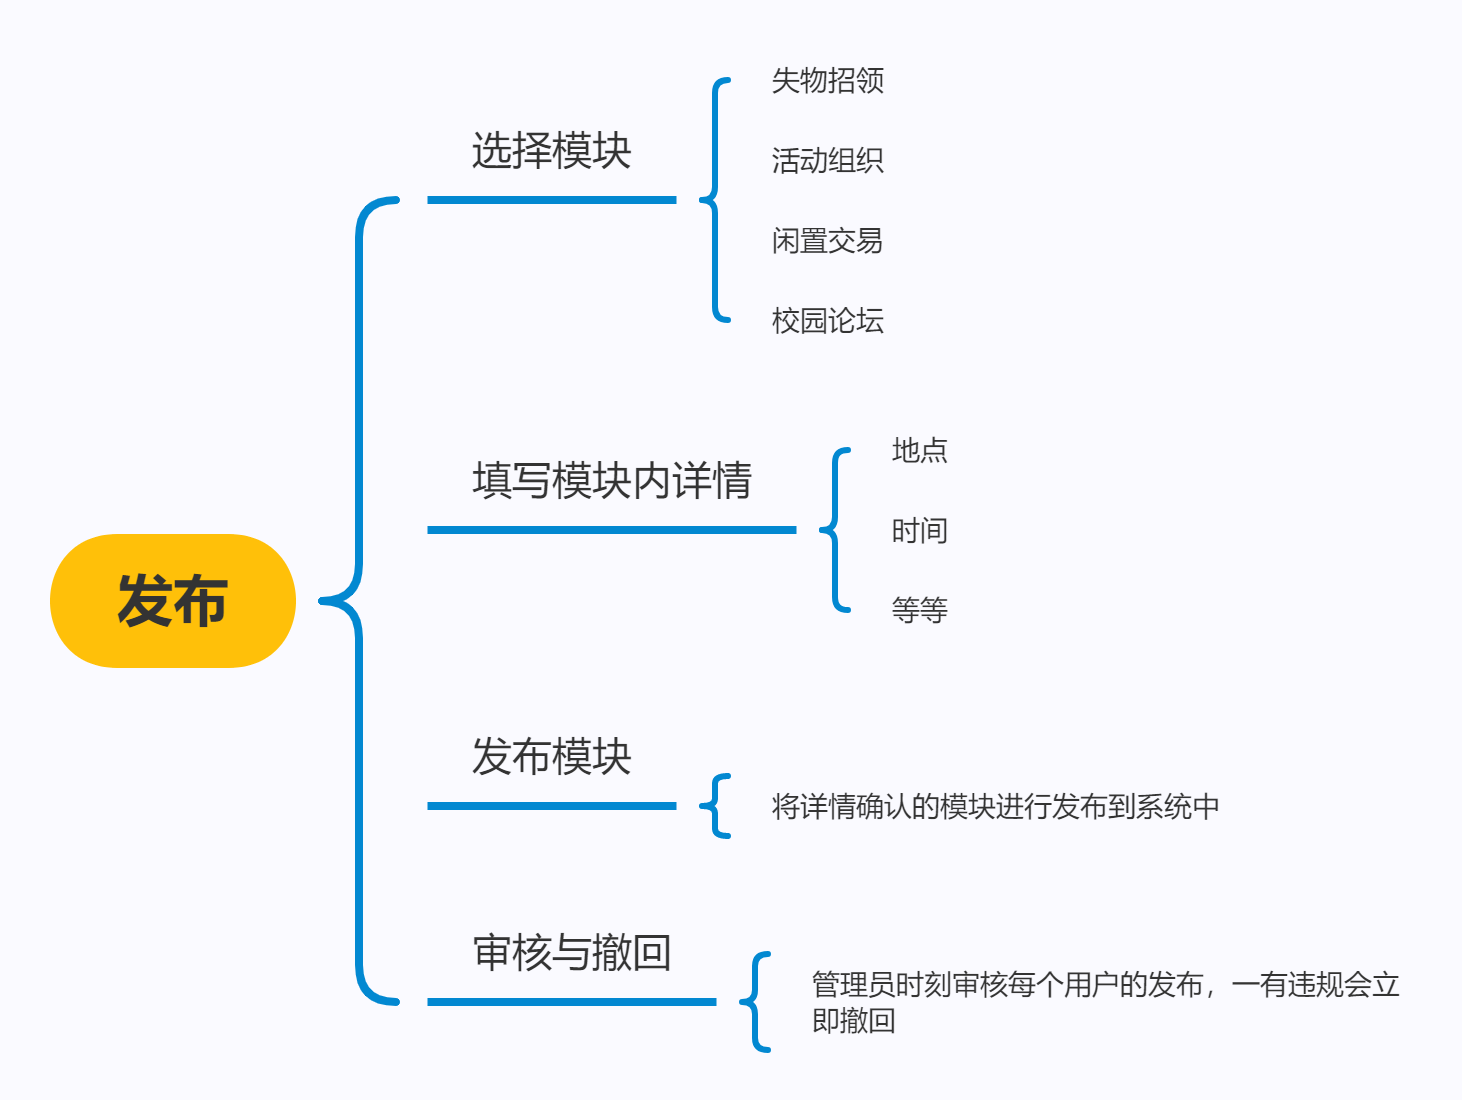 发布
选择模块
失物招领
活动组织
闲置交易
校园论坛
填写模块内详情
地点
时间
等等
发布模块
将详情确认的模块进行发布到系统中
审核与撤回
管理员时刻审核每个用户的发布，一有违规会立
即撤回